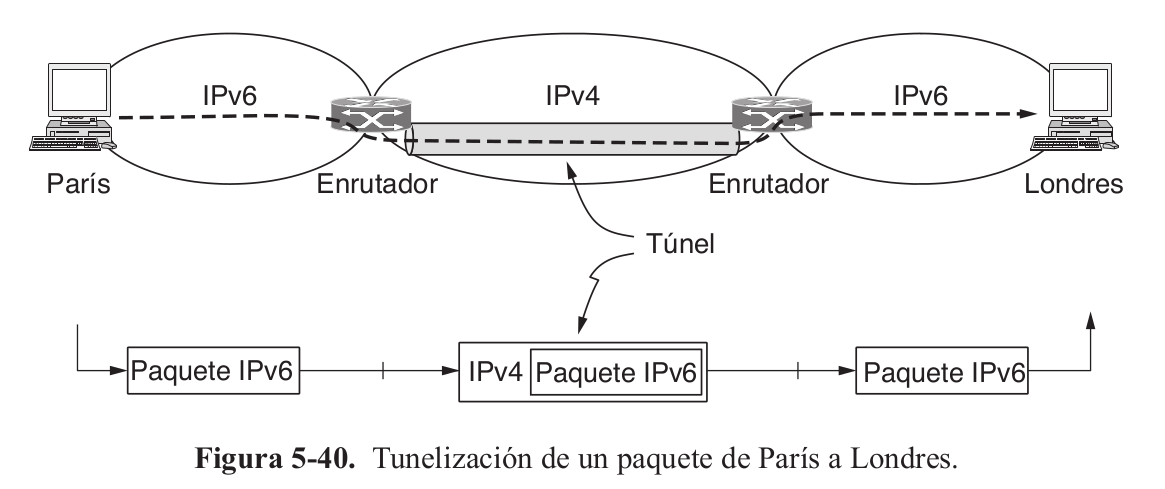 IPv6
IPv4
IPv6
París
Enrutador
Enrutador
Londres
Túnel
Paquete IPv6
IPv4 Paquete IPv6
Paquete IPv6
Figura 5-40. Tunelización de un paquete de París a Londres.